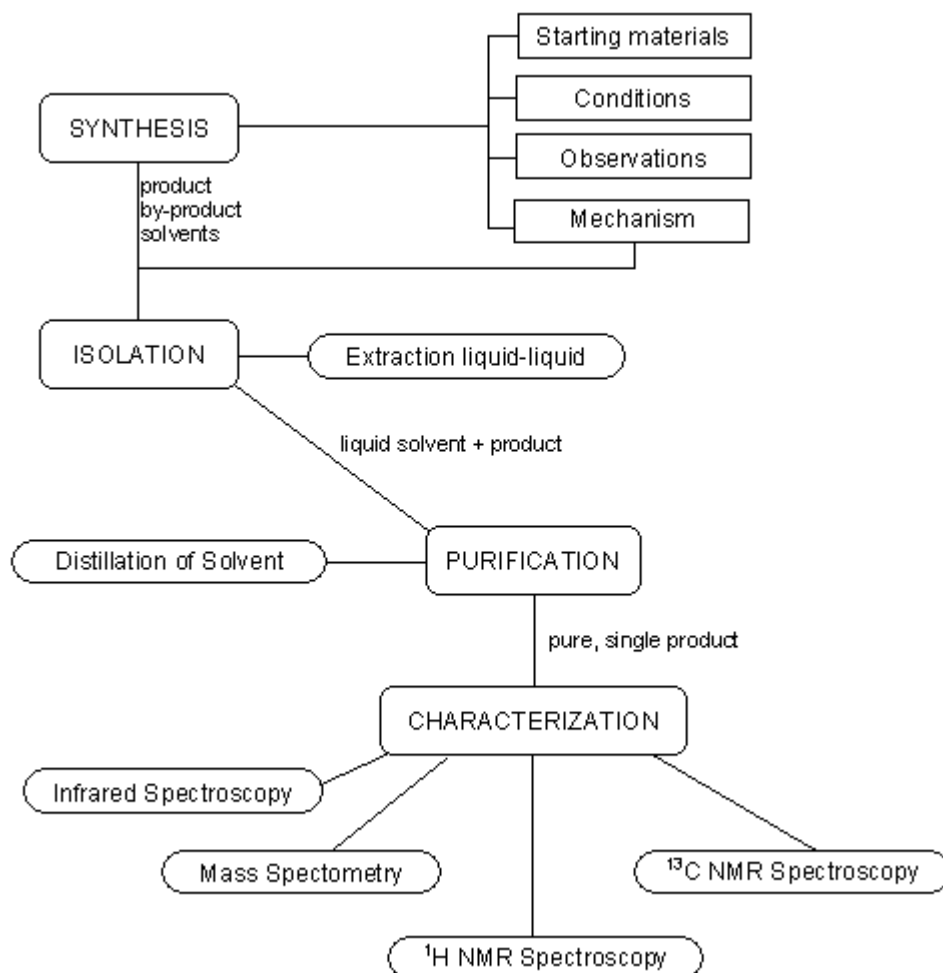 Starting materials
Conditions
SYNTHESIS
Observations
product
by-product
solvents
Mechanism
ISOLATION
Extraction liquid-liquid
liquid solvent + product
Distillation of Solvent
PURIFICATION
pure, single product
CHARACTERIZATION
Infrared Spectroscopy
Mass Spectometry
¹³C NMR Spectroscopy
¹H NMR Spectroscopy